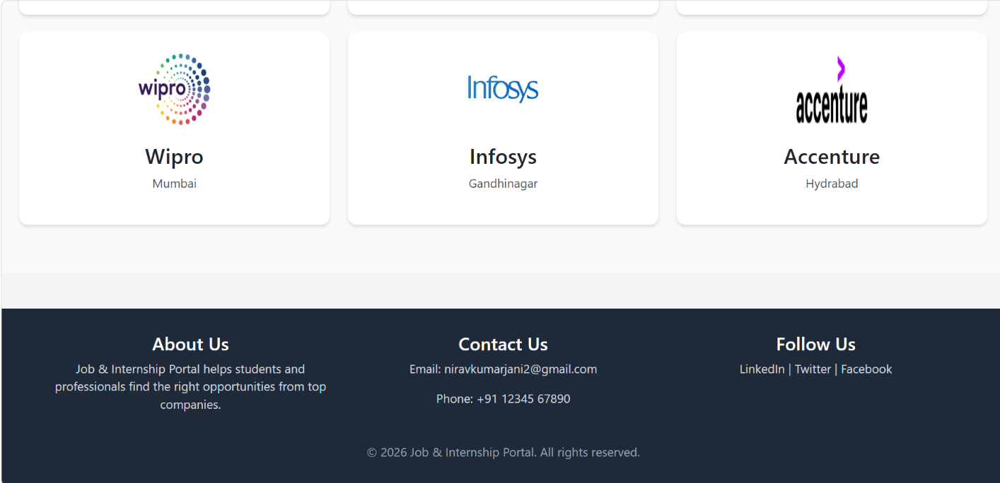 wipro
Infosys
accenture
Wipro
Infosys
Accenture
Mumbai
Gandhinagar
Hydrabad
About Us
Job & Internship Portal helps students and
professionals find the right opportunities from top
companies.
Contact Us
Email: niravkumarjani2@gmail.com
Phone: +91 12345 67890
Follow Us
LinkedIn | Twitter | Facebook
© 2026 Job & Internship Portal. All rights reserved.